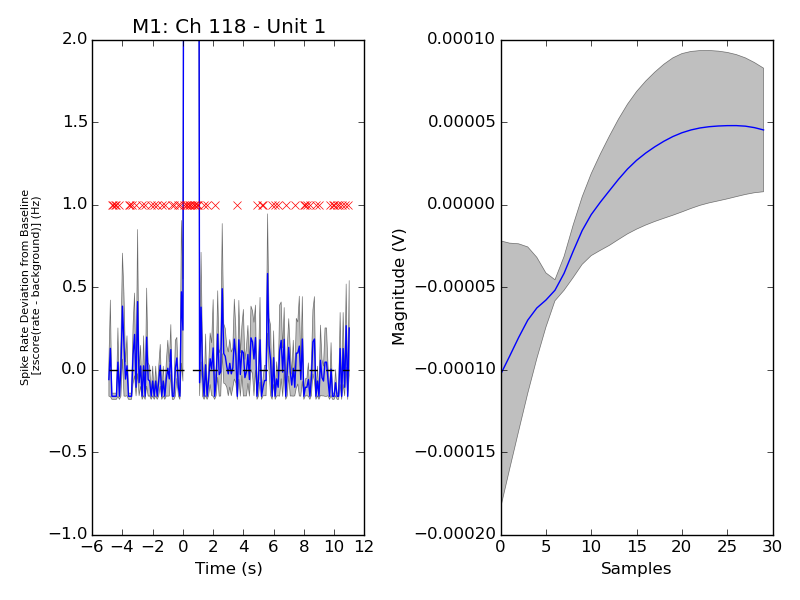 M1: Ch 118 - Unit 1
Spike Rate Deviation from Baseline
[zscore(rate - background)] (Hz)
2.0
1.5
1.0
0.5
0.0
−0.5
−1.0
−6 −4 −2 0 2 4 6 8 10 12
Time (s)
Magnitude (V)
0.00010
0.00005
0.00000
−0.00005
−0.00010
−0.00015
−0.00020
0 5 10 15 20 25 30
Samples